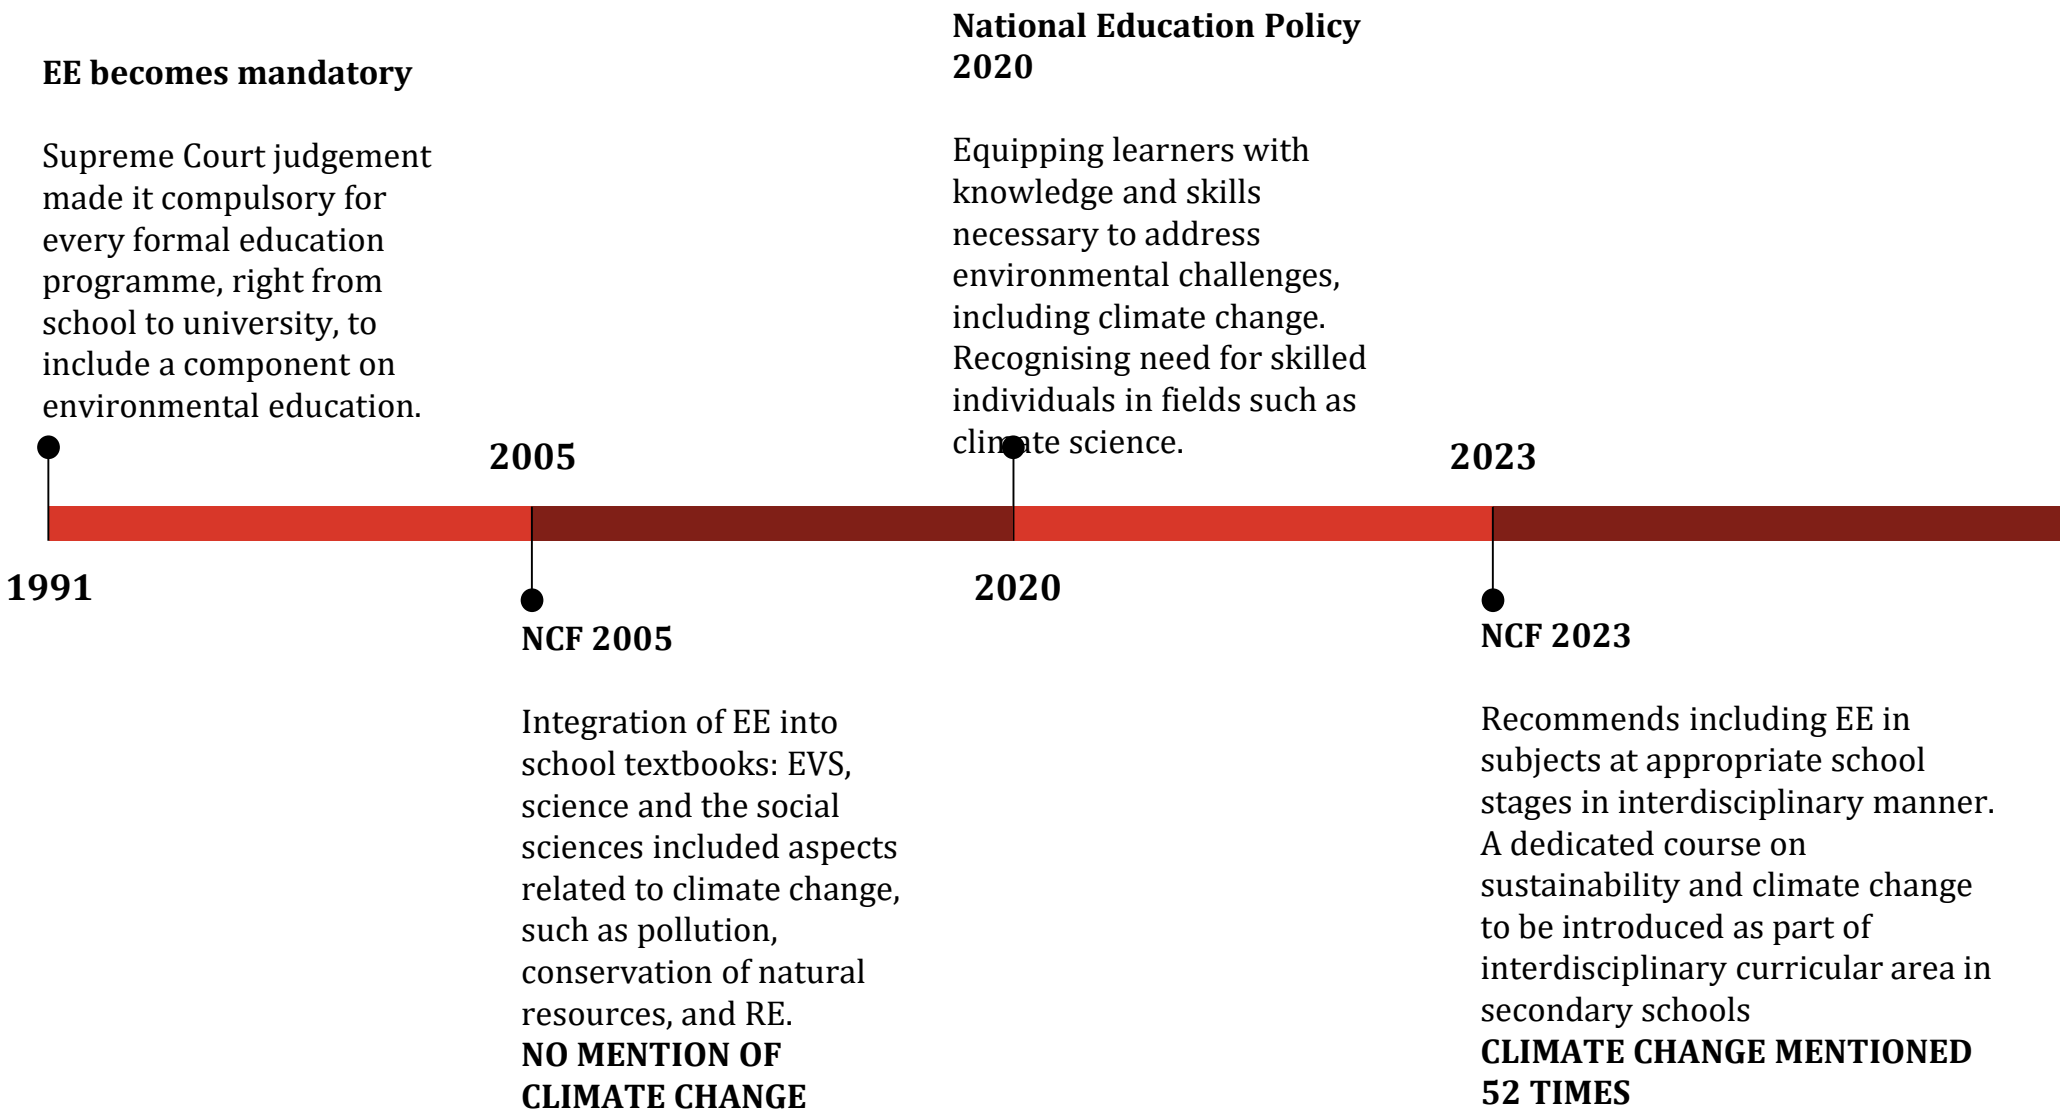 EE becomes mandatory
Supreme Court judgement
made it compulsory for
every formal education
programme, right from
school to university, to
include a component on
environmental education.
1991
2005
NCF 2005
Integration of EE into
school textbooks: EVS,
science and the social
sciences included aspects
related to climate change,
such as pollution,
conservation of natural
resources, and RE.
NO MENTION OF
CLIMATE CHANGE
National Education Policy
2020
Equipping learners with
knowledge and skills
necessary to address
environmental challenges,
including climate change.
Recognising need for skilled
individuals in fields such as
climate science.
2020
2023
NCF 2023
Recommends including EE in
subjects at appropriate school
stages in interdisciplinary manner.
A dedicated course on
sustainability and climate change
to be introduced as part of
interdisciplinary curricular area in
secondary schools
CLIMATE CHANGE MENTIONED
52 TIMES